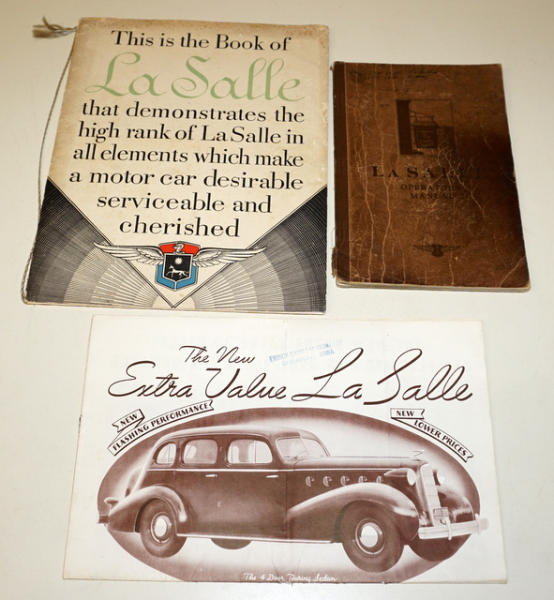 This is the Book of
La Salle
that demonstrates the
high rank of La Salle in
all elements which make
a motor car desirable
serviceable and
cherished
LA SALLE
OPERATOR'S
MANUAL
The New
Extra Value La Salle
NEW
FLASHING PERFORMANCE
NEW
LOWER PRICES
The 4-Door Touring Sedan